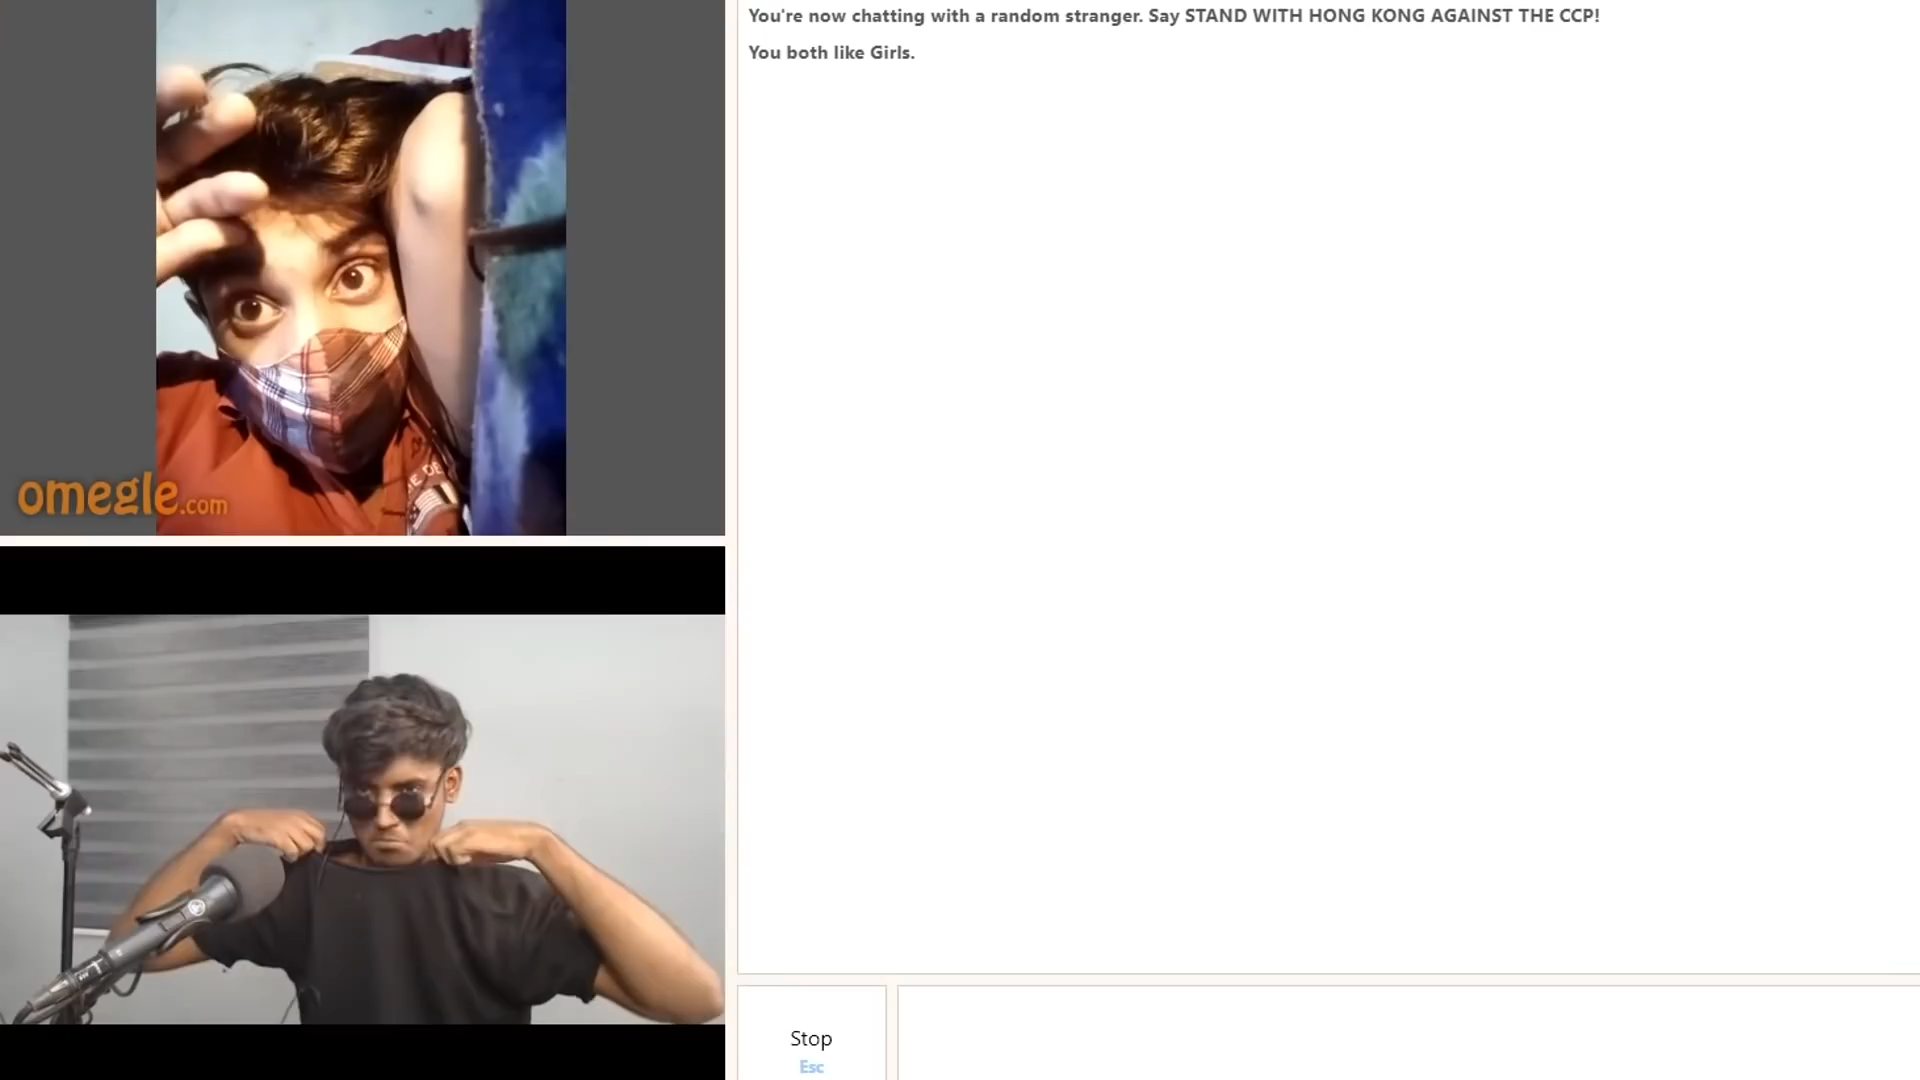 You're now chatting with a random stranger. Say STAND WITH HONG KONG AGAINST THE CCP!
You both like Girls.
omegle.com
Stop
Esc